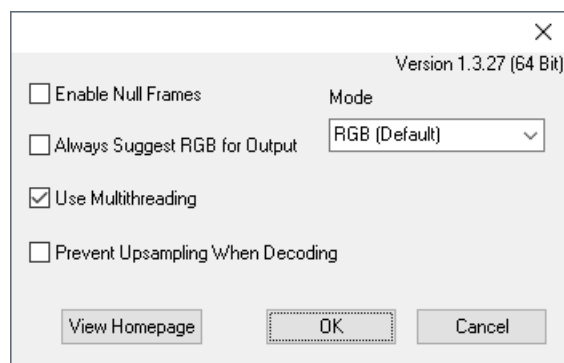 Version 1.3.27 (64 Bit)
Enable Null Frames
Mode
Always Suggest RGB for Output
RGB (Default)
Use Multithreading
Prevent Upsampling When Decoding
View Homepage
OK
Cancel